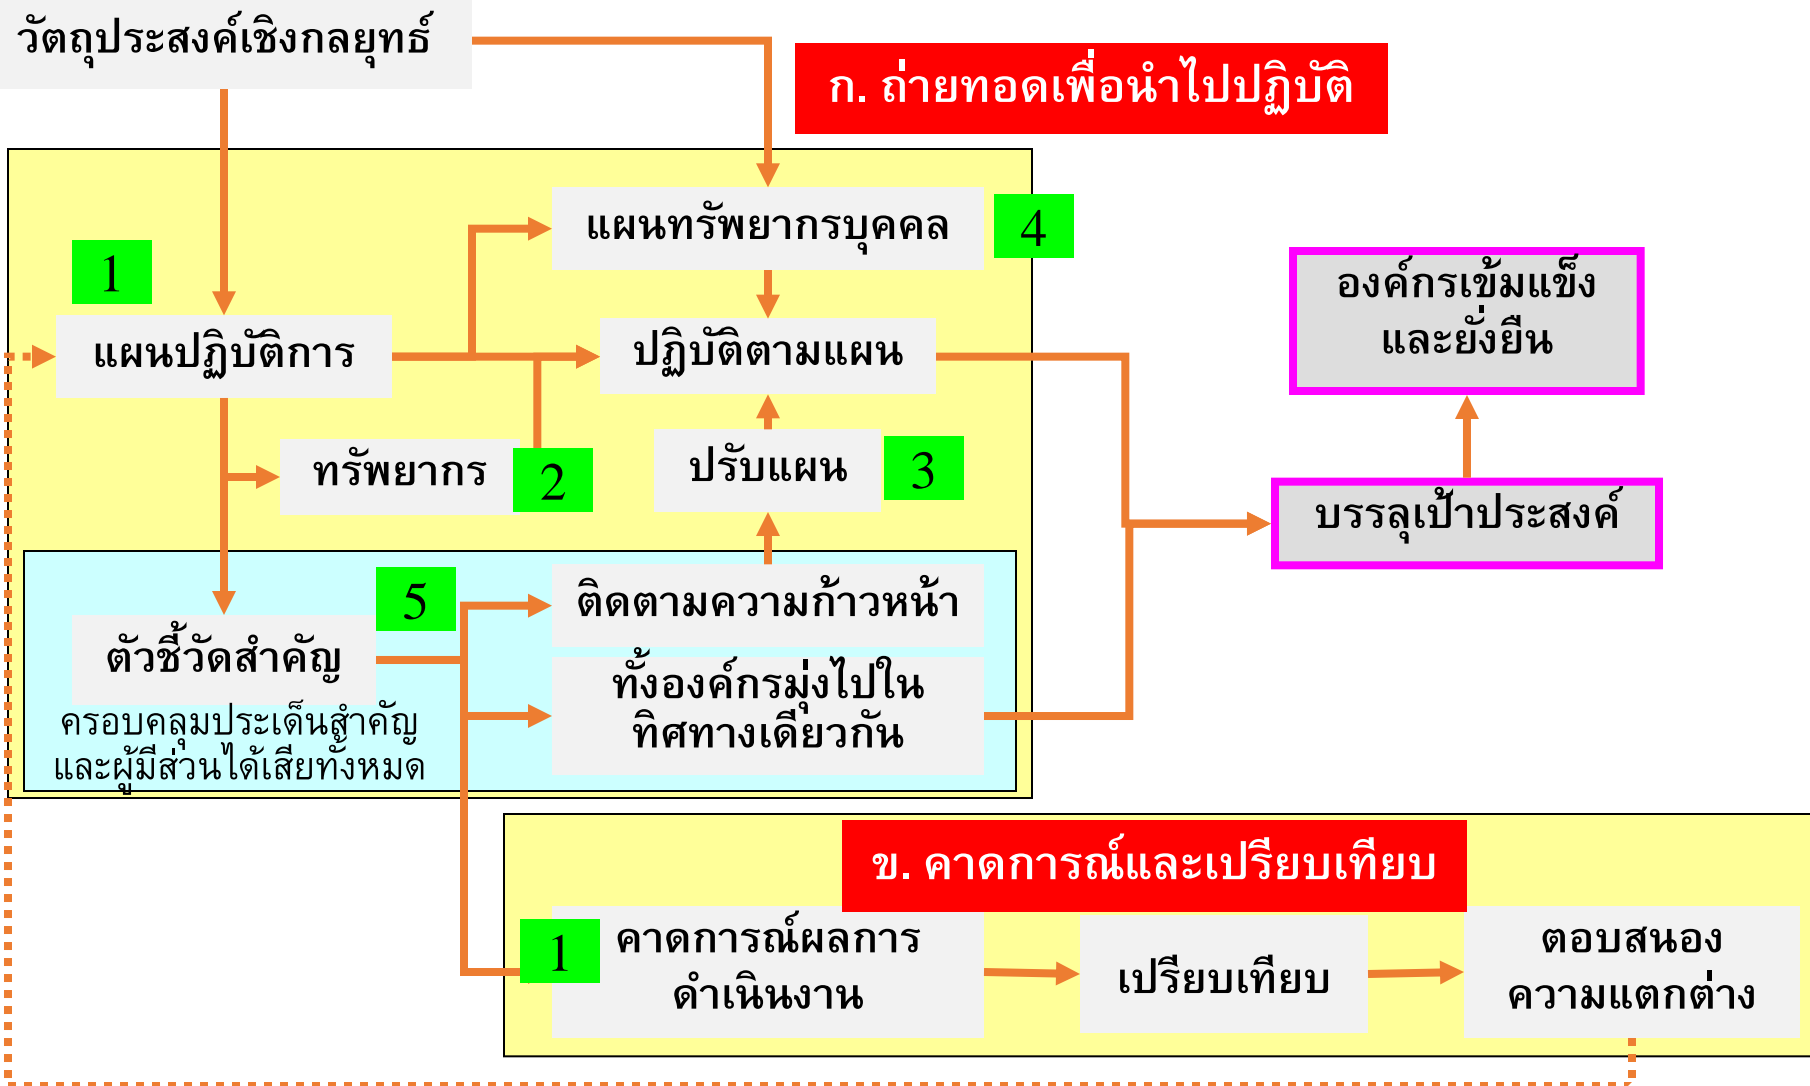 วัตถุประสงค์เชิงกลยุทธ์
ก. ถ่ายทอดเพื่อนำไปปฏิบัติ
แผนทรัพยากรบุคคล
4
1
แผนปฏิบัติการ
ปฏิบัติตามแผน
องค์กรเข้มแข็ง
และยั่งยืน
ทรัพยากร
2
ปรับแผน
3
บรรลุเป้าประสงค์
5
ติดตามความก้าวหน้า
ตัวชี้วัดสำคัญ
ครอบคลุมประเด็นสำคัญ
และผู้มีส่วนได้เสียทั้งหมด
ทั้งองค์กรมุ่งไปใน
ทิศทางเดียวกัน
ข. คาดการณ์และเปรียบเทียบ
1
คาดการณ์ผลการ
ดำเนินงาน
เปรียบเทียบ
ตอบสนอง
ความแตกต่าง